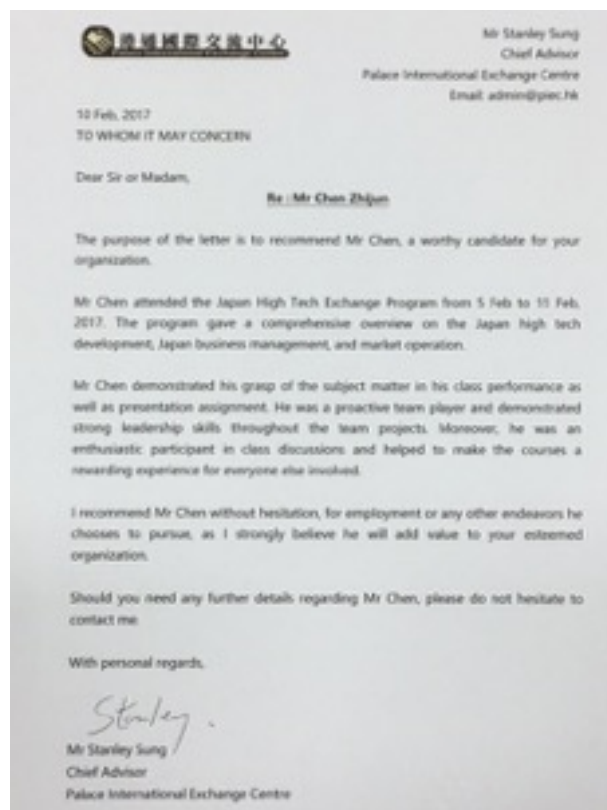 國際交流中心
Mr Stanley Sung
Chief Advisor
Palace International Exchange Centre
Email: admin@piec.hk
10 Feb, 2017
TO WHOM IT MAY CONCERN
Dear Sir or Madam,
Re : Mr Chen Zhijun
The purpose of the letter is to recommend Mr Chen, a worthy candidate for your
organization.
Mr Chen attended the Japan High Tech Exchange Program from 5 Feb to 11 Feb,
2017. The program gave a comprehensive overview on the Japan high tech
development, Japan business management, and market operation.
Mr Chen demonstrated his grasp of the subject matter in his class performance as
well as presentation assignment. He was a proactive team player and demonstrated
strong leadership skills throughout the team projects. Moreover, he was an
enthusiastic participant in class discussions and helped to make the courses a
rewarding experience for everyone else involved.
I recommend Mr Chen without hesitation, for employment or any other endeavors he
chooses to pursue, as I strongly believe he will add value to your esteemed
organization.
Should you need any further details regarding Mr Chen, please do not hesitate to
contact me.
With personal regards,
Stanley.
Mr Stanley Sung
Chief Advisor
Palace International Exchange Centre